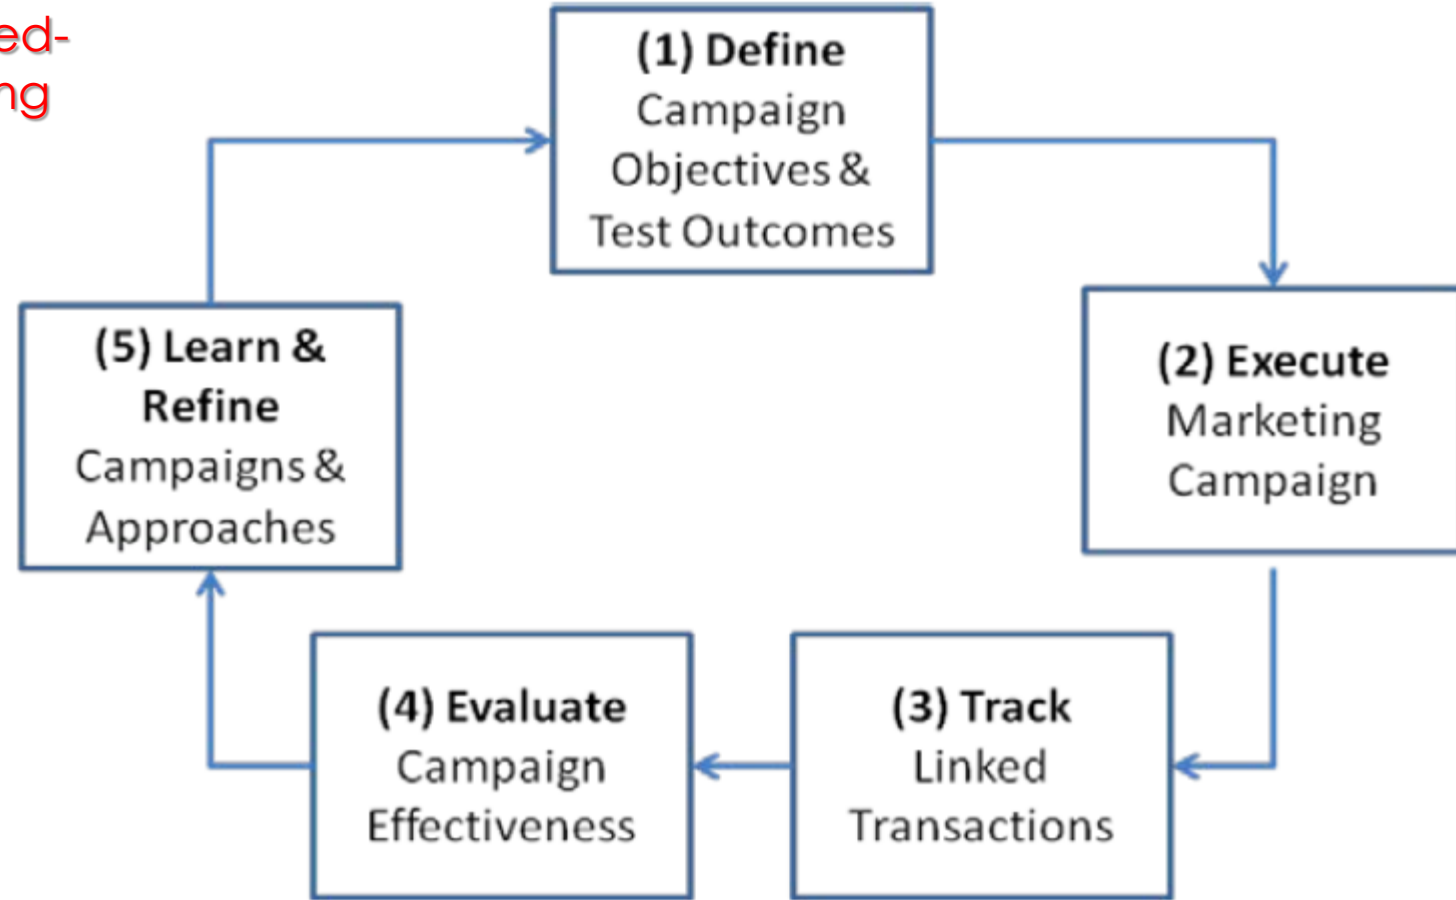 ed-
ng
(1) Define
Campaign
Objectives &
Test Outcomes
(2) Execute
Marketing
Campaign
(3) Track
Linked
Transactions
(4) Evaluate
Campaign
Effectiveness
(5) Learn &
Refine
Campaigns &
Approaches